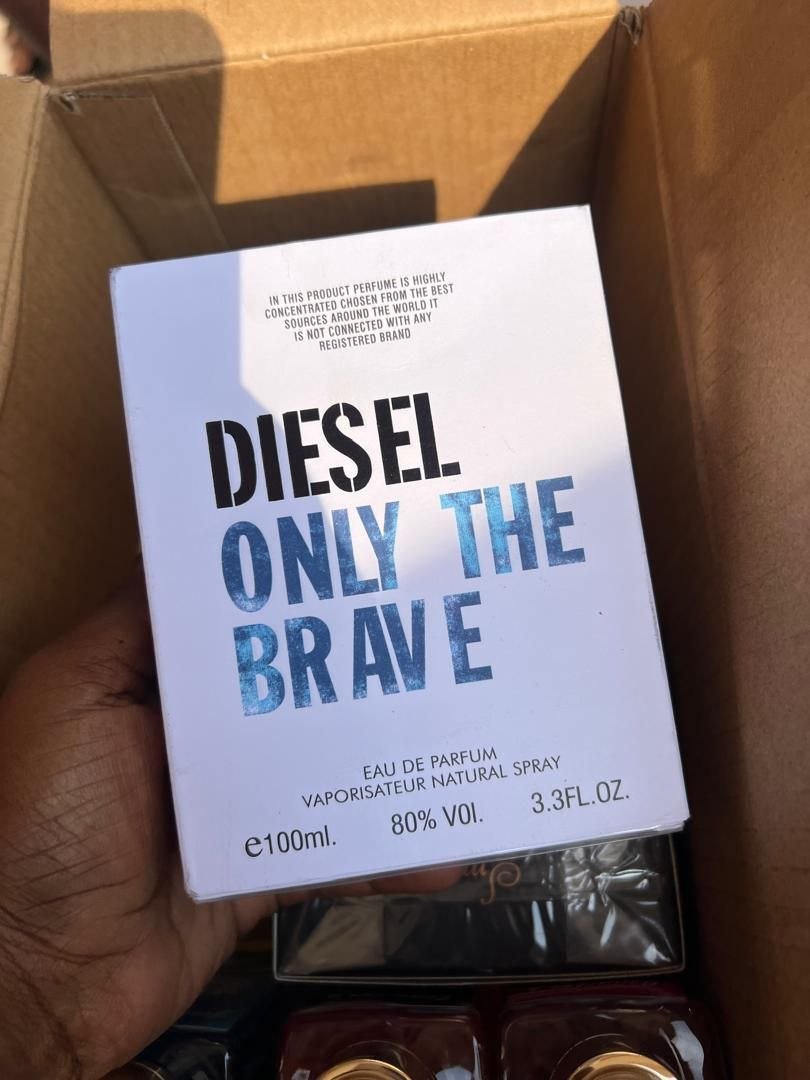 IN THIS PRODUCT PERFUME IS HIGHLY
CONCENTRATED CHOSEN FROM THE BEST
SOURCES AROUND THE WORLD IT
IS NOT CONNECTED WITH ANY
REGISTERED BRAND
DIESEL
ONLY THE
BRAVE
EAU DE PARFUM
VAPORISATEUR NATURAL SPRAY
e100ml. 80% VOl. 3.3FL.OZ.